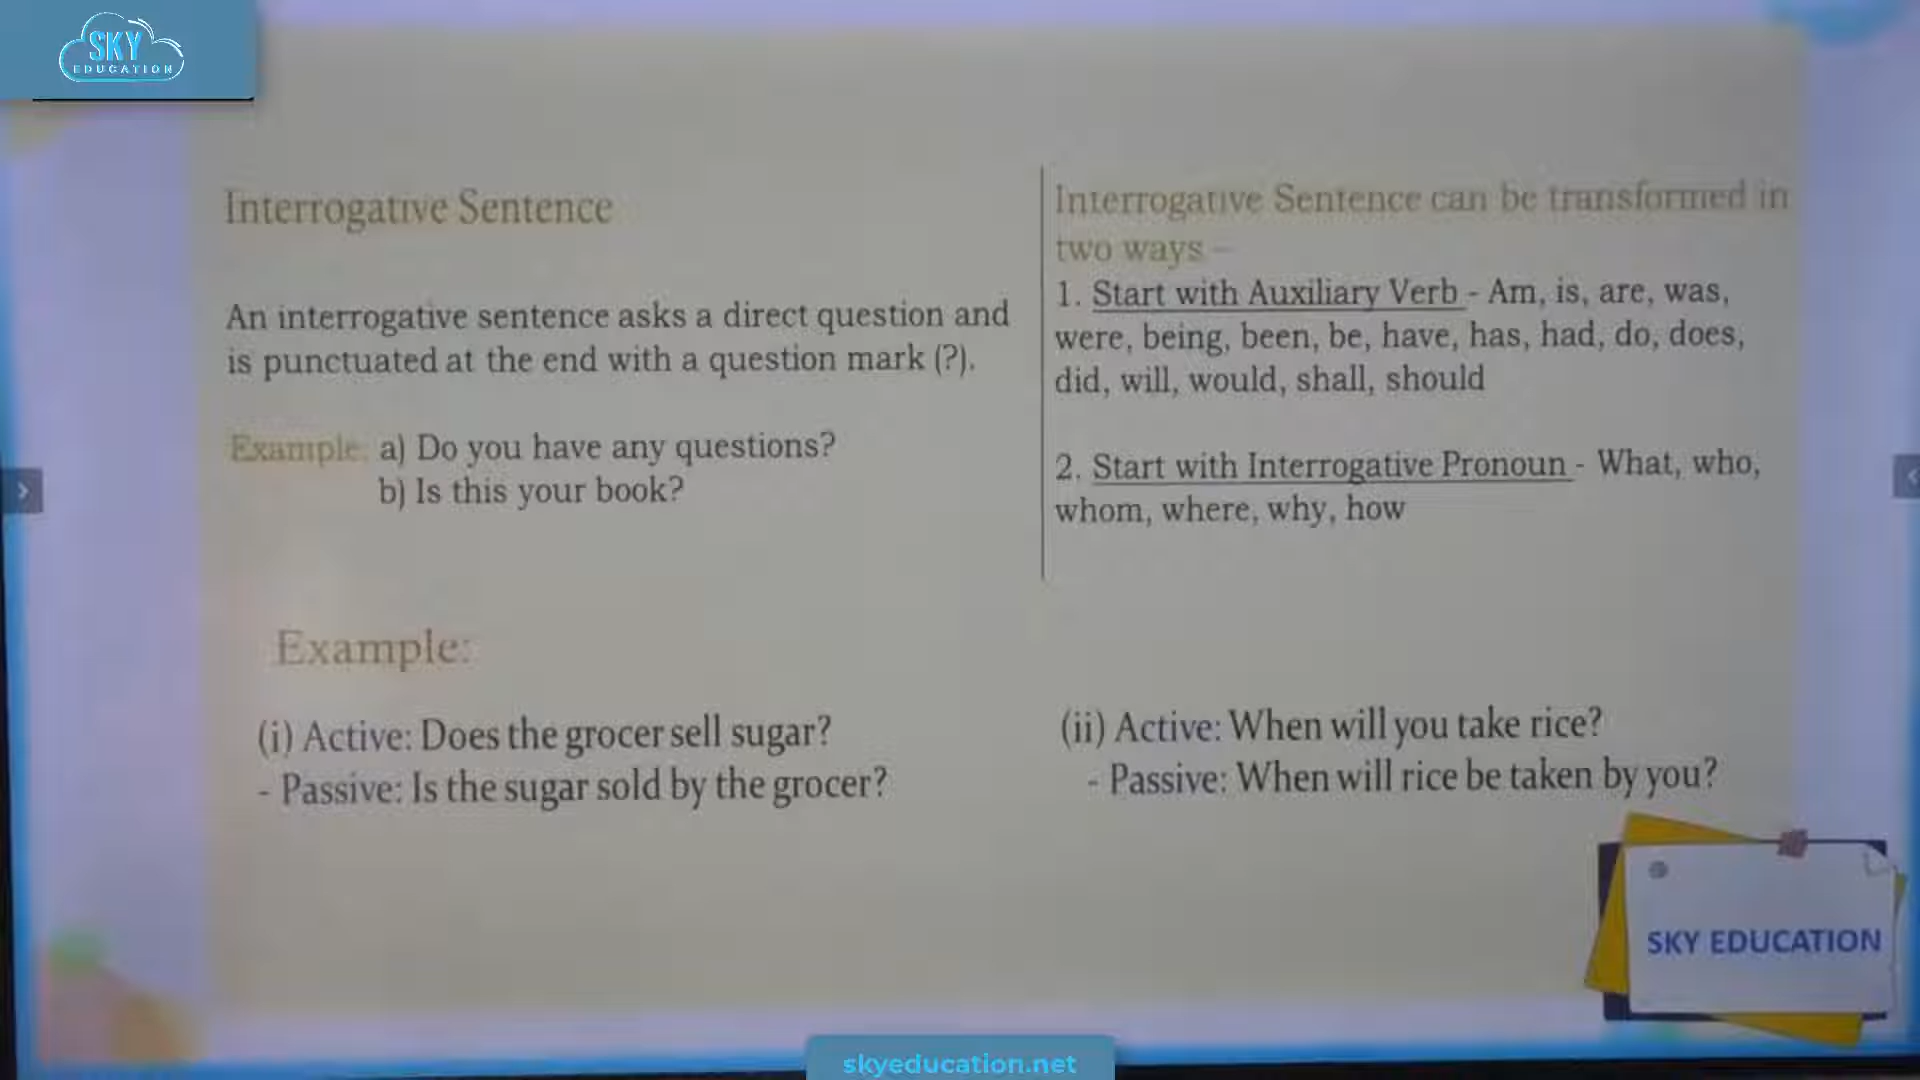 SKY
EDUCATION
Interrogative Sentence
An interrogative sentence asks a direct question and
is punctuated at the end with a question mark (?).
Example: a) Do you have any questions?
b) Is this your book?
Interrogative Sentence can be transformed in
two ways –
1. Start with Auxiliary Verb - Am, is, are, was,
were, being, been, be, have, has, had, do, does,
did, will, would, shall, should
2. Start with Interrogative Pronoun - What, who,
whom, where, why, how
Example:
(i) Active: Does the grocer sell sugar?
- Passive: Is the sugar sold by the grocer?
(ii) Active: When will you take rice?
- Passive: When will rice be taken by you?
SKY EDUCATION
skyeducation.net